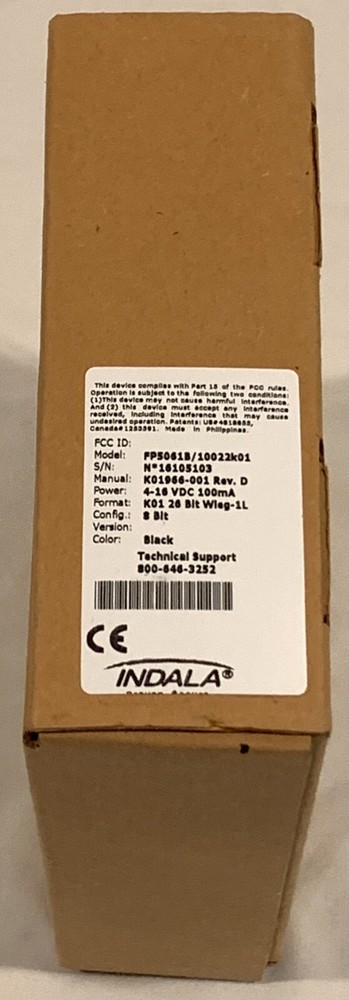 This device complies with Part 15 of the FCC rules.
Operation is subject to the following two conditions:
(1)This device may not cause harmful interference,
And (2) this device must accept any interference
received, including interference that may cause
undesired operation. Patents: US#4818855,
Canada# 1253591. Made in Philippines.
FCC ID:
Model: FP5061B/10022k01
S/N: N°16105103
Manual: K01966-001 Rev. D
Power: 4-16 VDC 100mA
Format: K01 26 Bit Wieg-1L
Config.: 8 Bit
Version:
Color: Black
Technical Support
800-646-3252
CE
INDALA®